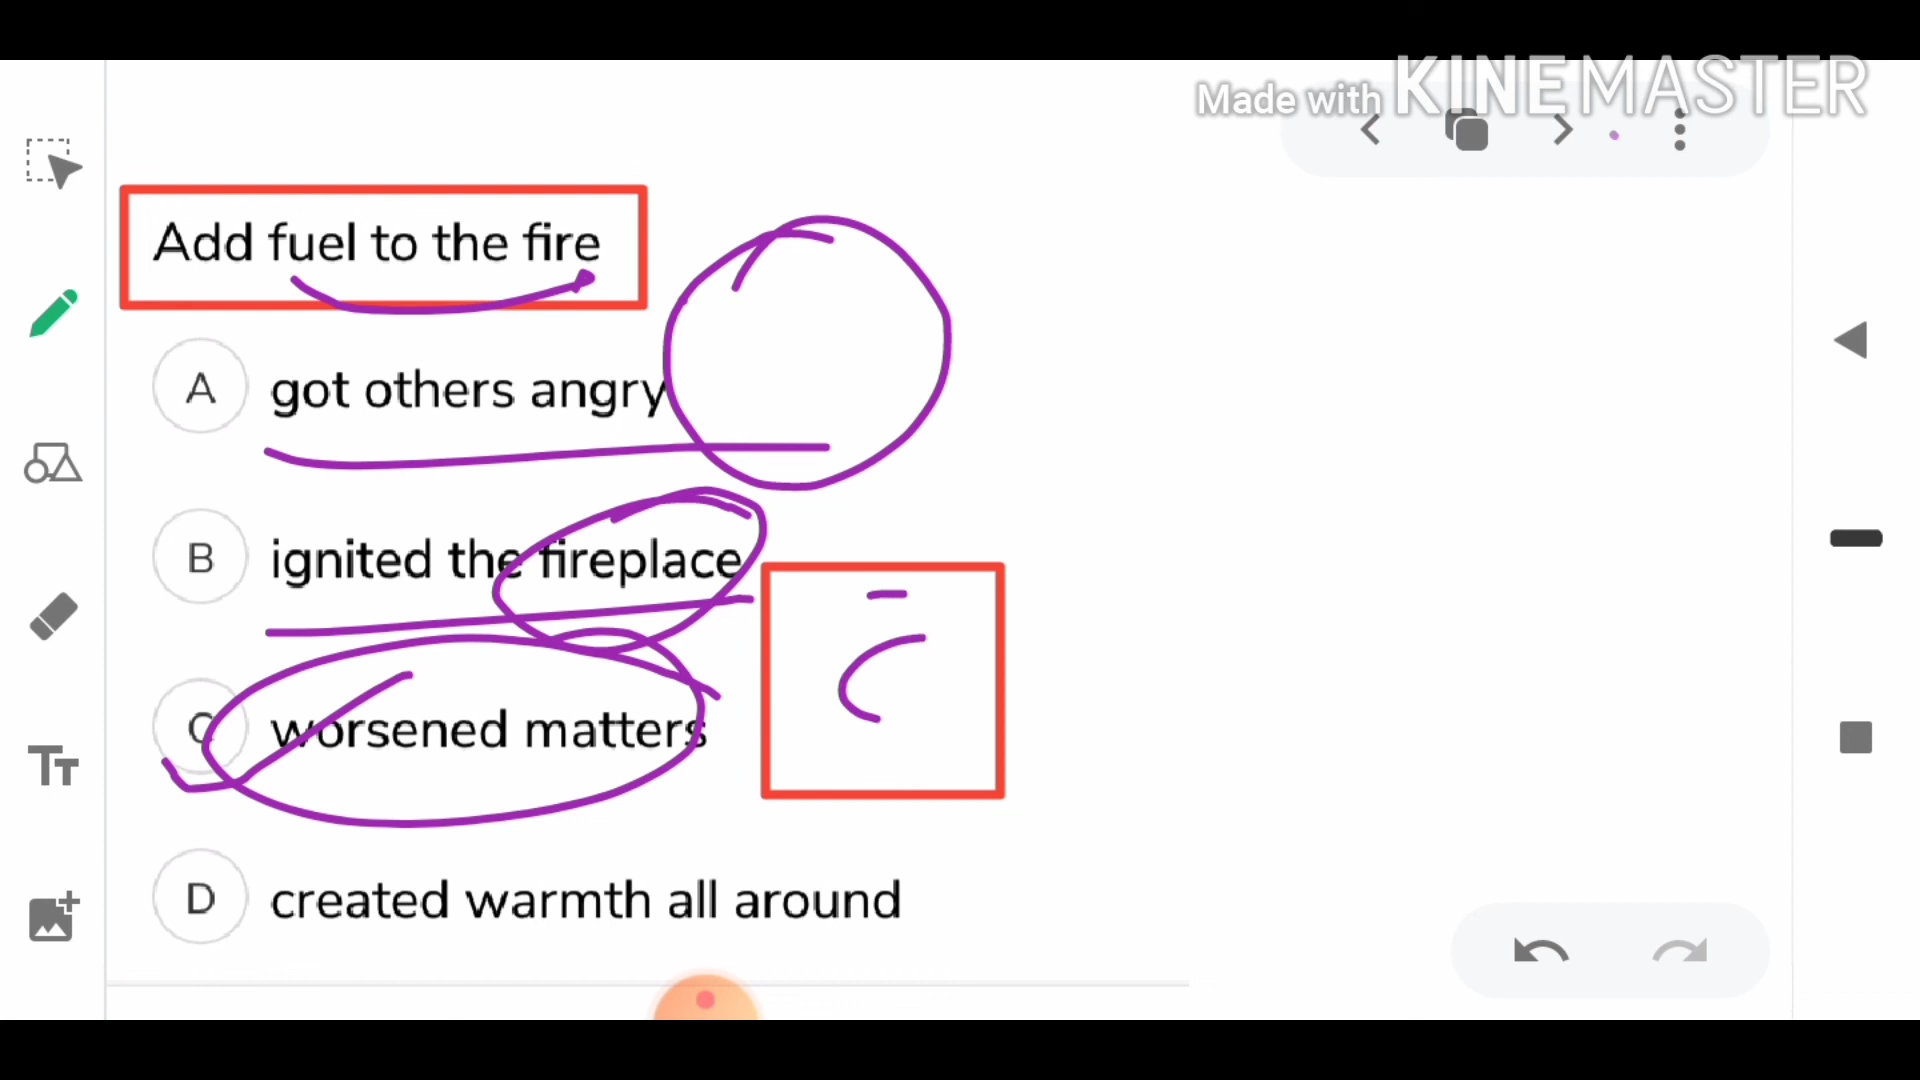 Made with KINEMASTER
Add fuel to the fire
A got others angry
B ignited the fireplace
C worsened matters
D created warmth all around
TT